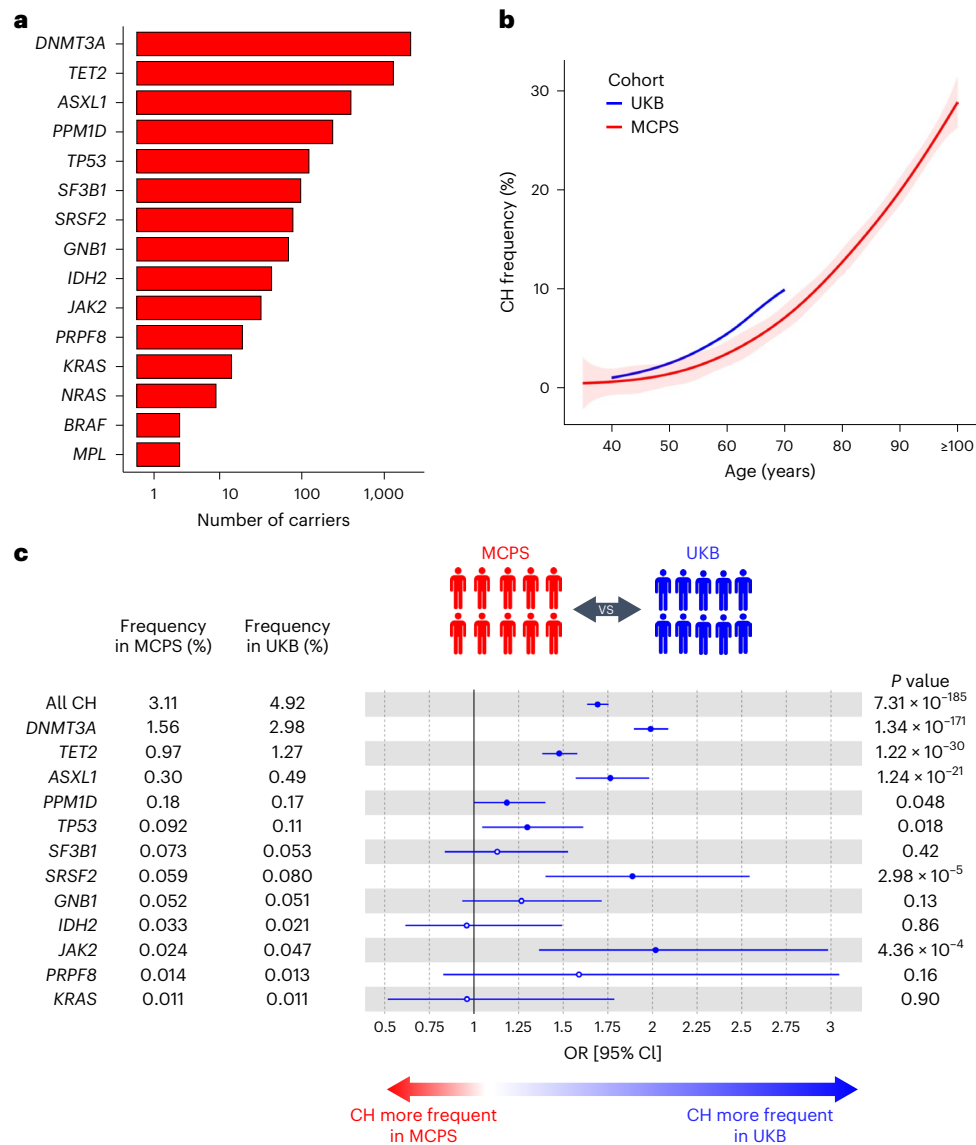 a
DNMT3A
TET2
ASXL1
PPM1D
TP53
SF3B1
SRSF2
GNB1
IDH2
JAK2
PRPF8
KRAS
NRAS
BRAF
MPL
1 10 100 1,000
Number of carriers
b
Cohort
UKB
MCPS
CH frequency (%)
30
20
10
0
40 50 60 70 80 90 ≥100
Age (years)
c
MCPS UKB
VS
Frequency in MCPS (%)
Frequency in UKB (%)
P value
All CH 3.11 4.92 7.31 × 10⁻¹⁸⁵
DNMT3A 1.56 2.98 1.34 × 10⁻¹⁷¹
TET2 0.97 1.27 1.22 × 10⁻³⁰
ASXL1 0.30 0.49 1.24 × 10⁻²¹
PPM1D 0.18 0.17 0.048
TP53 0.092 0.11 0.018
SF3B1 0.073 0.053 0.42
SRSF2 0.059 0.080 2.98 × 10⁻⁵
GNB1 0.052 0.051 0.13
IDH2 0.033 0.021 0.86
JAK2 0.024 0.047 4.36 × 10⁻⁴
PRPF8 0.014 0.013 0.16
KRAS 0.011 0.011 0.90
0.5 0.75 1 1.25 1.5 1.75 2 2.25 2.5 2.75 3
OR [95% CI]
CH more frequent
in MCPS
CH more frequent
in UKB